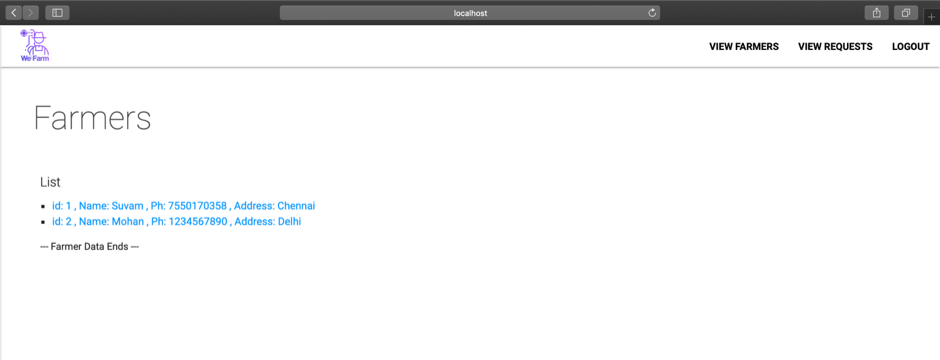 localhost
We Farm
VIEW FARMERS VIEW REQUESTS LOGOUT
Farmers
List
id: 1 , Name: Suvam , Ph: 7550170358 , Address: Chennai
id: 2 , Name: Mohan , Ph: 1234567890 , Address: Delhi
--- Farmer Data Ends ---